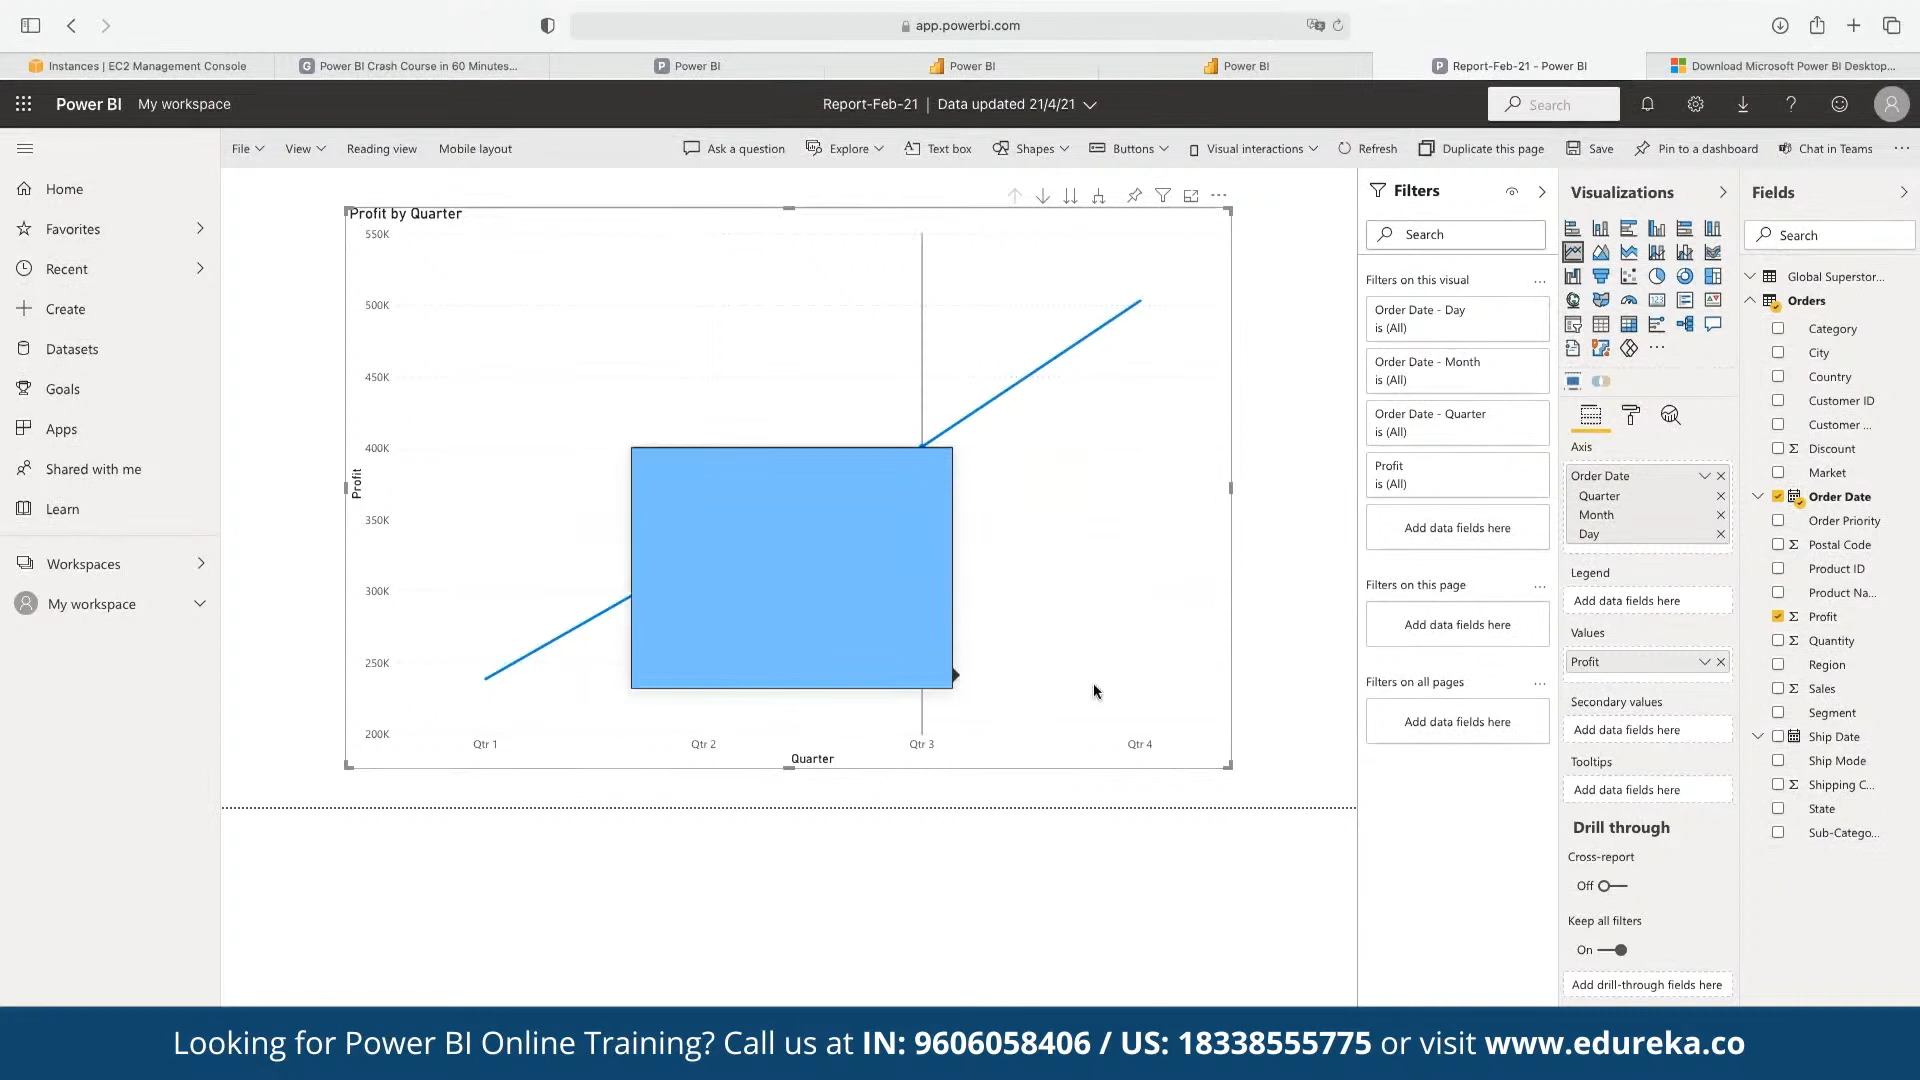 app.powerbi.com
Instances | EC2 Management Console
Power BI Crash Course in 60 Minutes...
Power BI
Power BI
Power BI
Report-Feb-21 - Power BI
Download Microsoft Power BI Desktop...
Power BI My workspace
Report-Feb-21 | Data updated 21/4/21
Search
File
View
Reading view
Mobile layout
Ask a question
Explore
Text box
Shapes
Buttons
Visual interactions
Refresh
Duplicate this page
Save
Pin to a dashboard
Chat in Teams
Home
Favorites
Recent
Create
Datasets
Goals
Apps
Shared with me
Learn
Workspaces
My workspace
Profit by Quarter
550K
500K
450K
400K
350K
300K
250K
200K
Profit
Qtr 1
Qtr 2
Qtr 3
Qtr 4
Quarter
Filters
Search
Filters on this visual
Order Date - Day
is (All)
Order Date - Month
is (All)
Order Date - Quarter
is (All)
Profit
is (All)
Add data fields here
Filters on this page
Add data fields here
Filters on all pages
Add data fields here
Visualizations
Axis
Order Date
Quarter
Month
Day
Legend
Add data fields here
Values
Profit
Secondary values
Add data fields here
Tooltips
Add data fields here
Drill through
Cross-report
Off
Keep all filters
On
Add drill-through fields here
Fields
Search
Global Superstor...
Orders
Category
City
Country
Customer ID
Customer ...
Discount
Market
Order Date
Order Priority
Postal Code
Product ID
Product Na...
Profit
Quantity
Region
Sales
Segment
Ship Date
Ship Mode
Shipping C...
State
Sub-Catego...
Looking for Power BI Online Training? Call us at IN: 9606058406 / US: 18338555775 or visit www.edureka.co